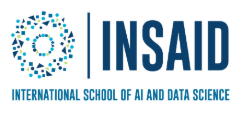 INSAID
INTERNATIONAL SCHOOL OF AI AND DATA SCIENCE